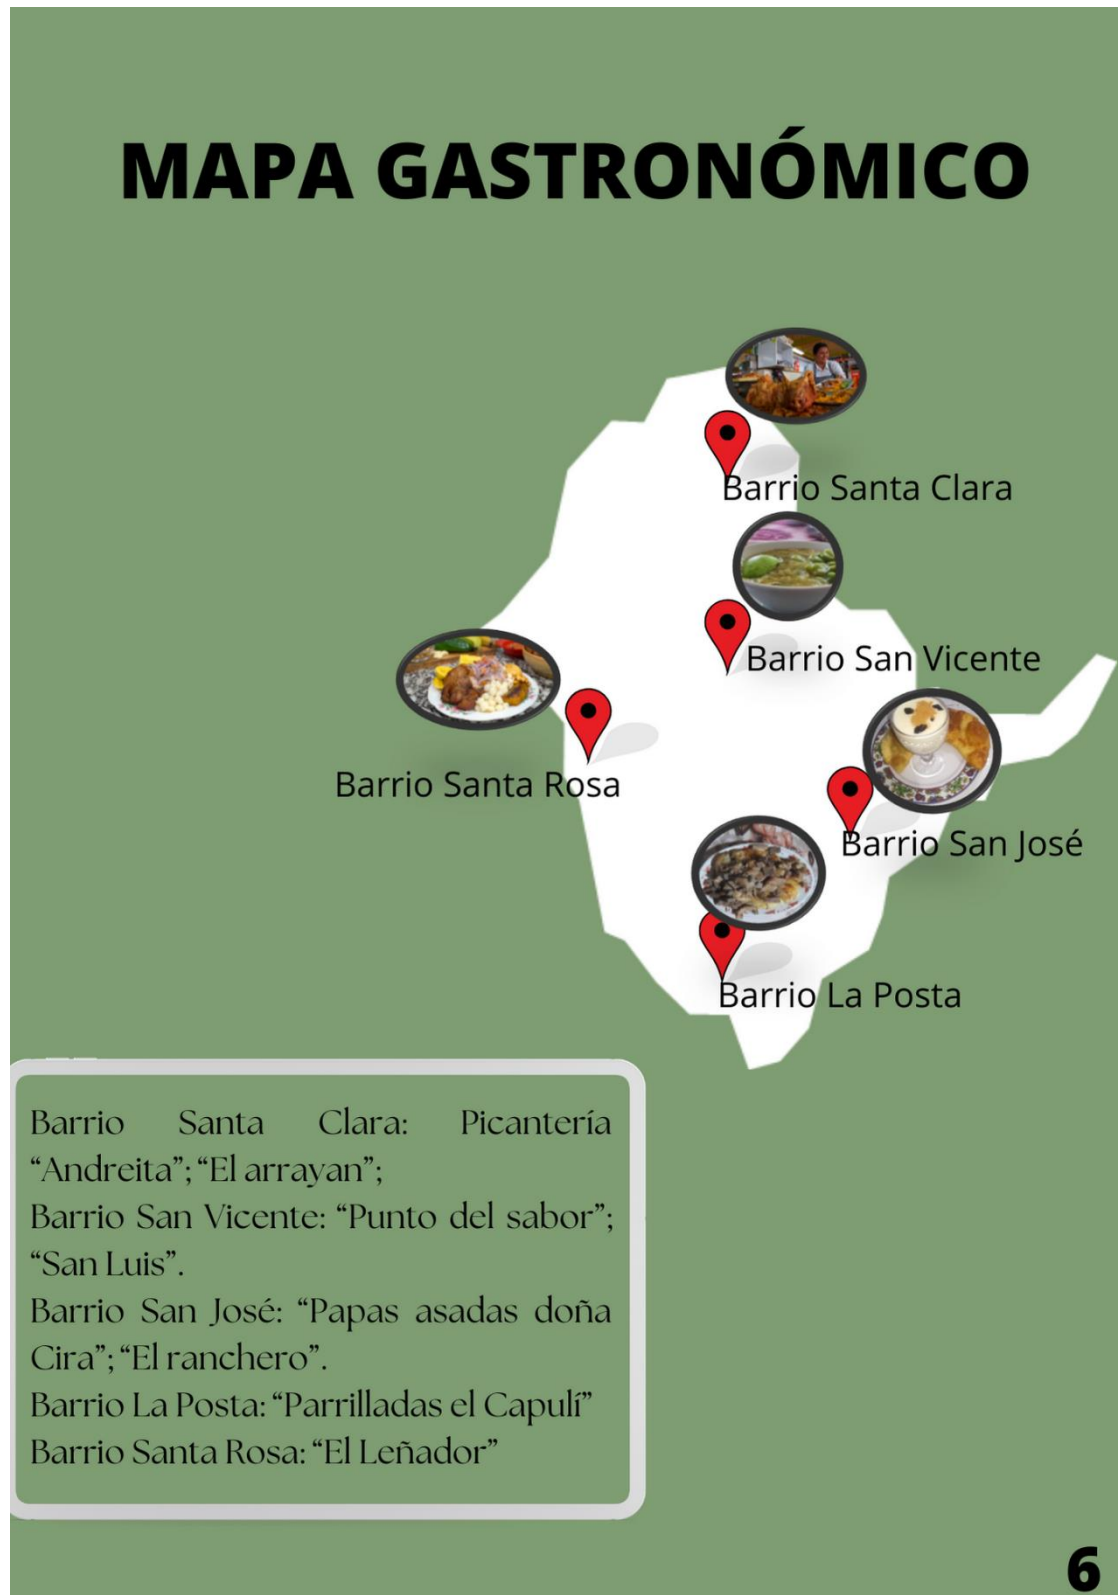 MAPA GASTRONÓMICO
Barrio Santa Clara
Barrio San Vicente
Barrio Santa Rosa
Barrio San José
Barrio La Posta
Barrio Santa Clara: Picantería
“Andreita”; “El arrayan”;
Barrio San Vicente: “Punto del sabor”;
“San Luis”.
Barrio San José: “Papas asadas doña
Cira”; “El ranchero”.
Barrio La Posta: “Parrilladas el Capulí”
Barrio Santa Rosa: “El Leñador”
6